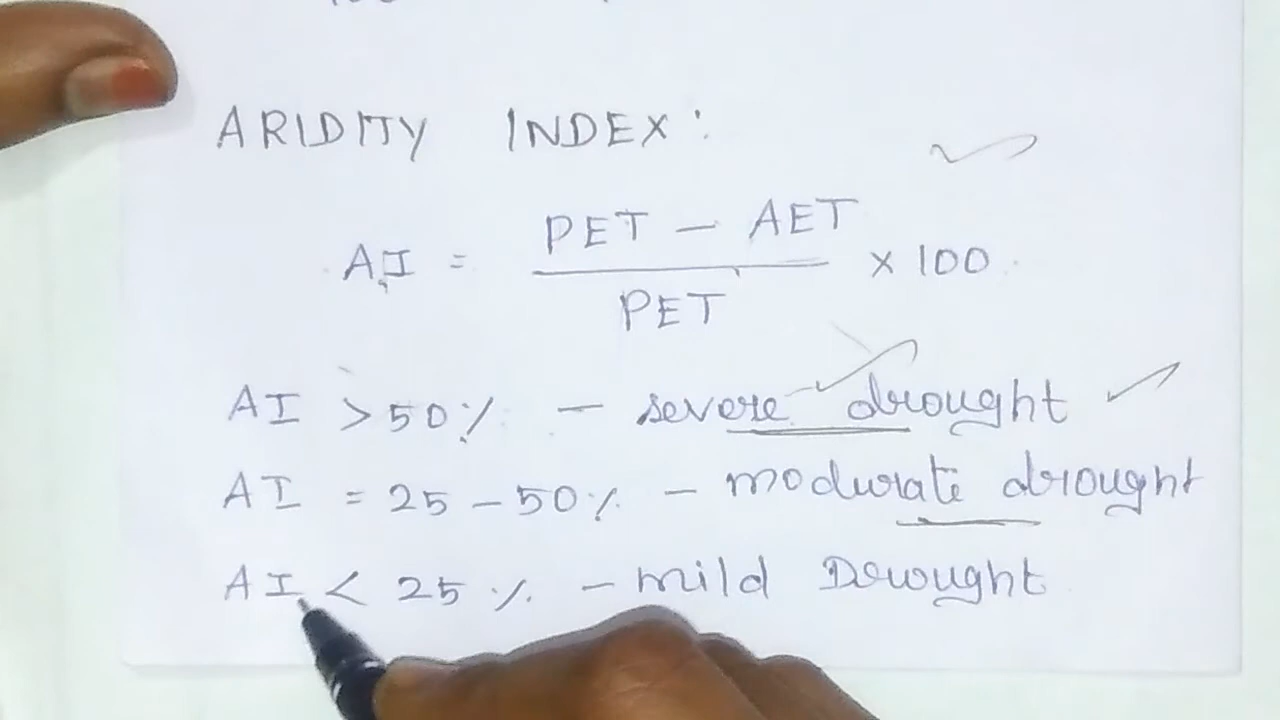 ARIDITY INDEX:
AI = PET - AET / PET × 100
AI > 50% - severe drought
AI = 25 - 50% - modurate drought
AI < 25% - mild Drought